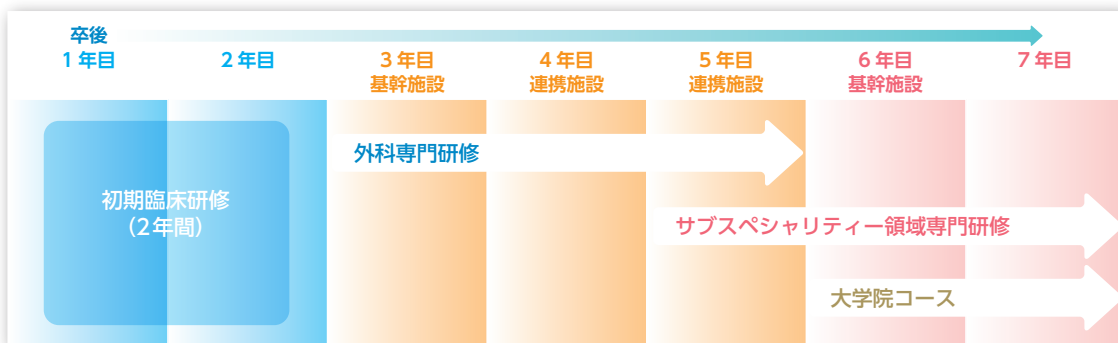 卒後
1年目
2年目
3年目
基幹施設
4年目
連携施設
5年目
連携施設
6年目
基幹施設
7年目
初期臨床研修
(2年間)
外科専門研修
サブスペシャリティー領域専門研修
大学院コース